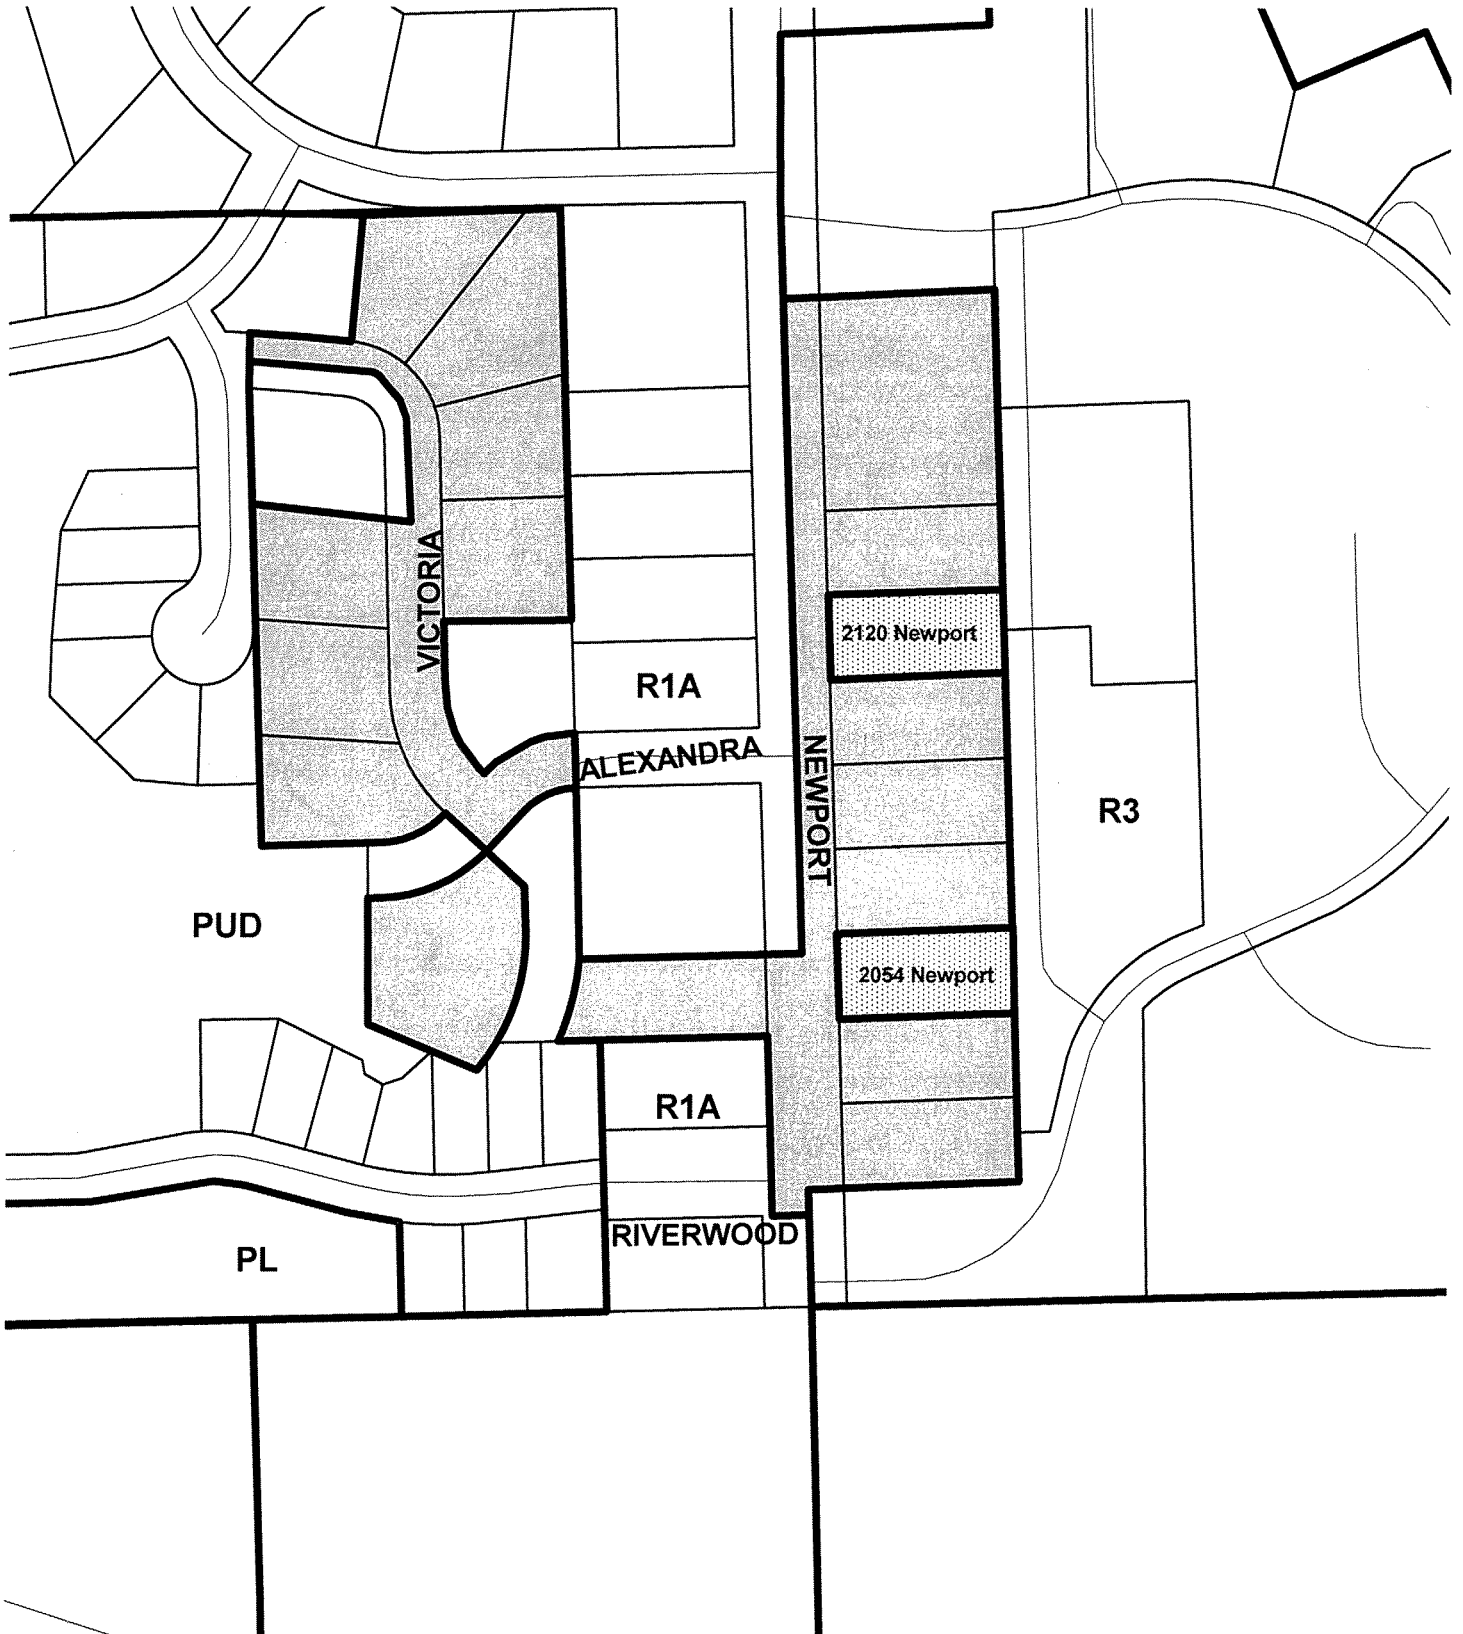 VICTORIA
2120 Newport
R1A
ALEXANDRA
NEWPORT
R3
PUD
2054 Newport
R1A
RIVERWOOD
PL